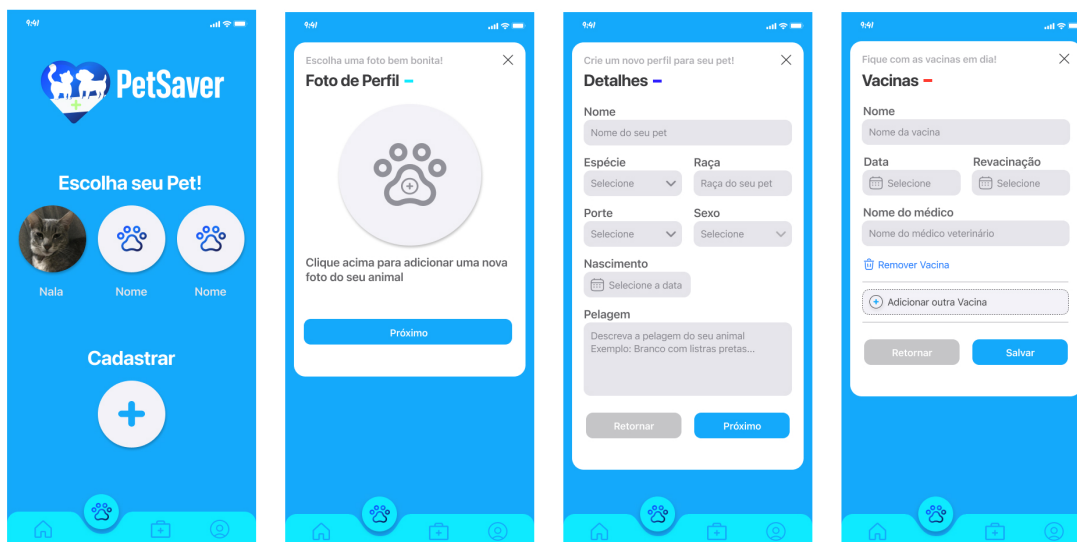 9:41
PetSaver
Escolha seu Pet!
Nala
Nome
Nome
Cadastrar
9:41
Escolha uma foto bem bonita!
Foto de Perfil
Clique acima para adicionar uma nova
foto do seu animal
Próximo
9:41
Crie um novo perfil para seu pet!
Detalhes
Nome
Nome do seu pet
Espécie
Raça
Selecione
Raça do seu pet
Porte
Sexo
Selecione
Selecione
Nascimento
Selecione a data
Pelagem
Descreva a pelagem do seu animal
Exemplo: Branco com listras pretas...
Retornar
Próximo
9:41
Fique com as vacinas em dia!
Vacinas
Nome
Nome da vacina
Data
Revacinação
Selecione
Selecione
Nome do médico
Nome do médico veterinário
Remover Vacina
Adicionar outra Vacina
Retornar
Salvar